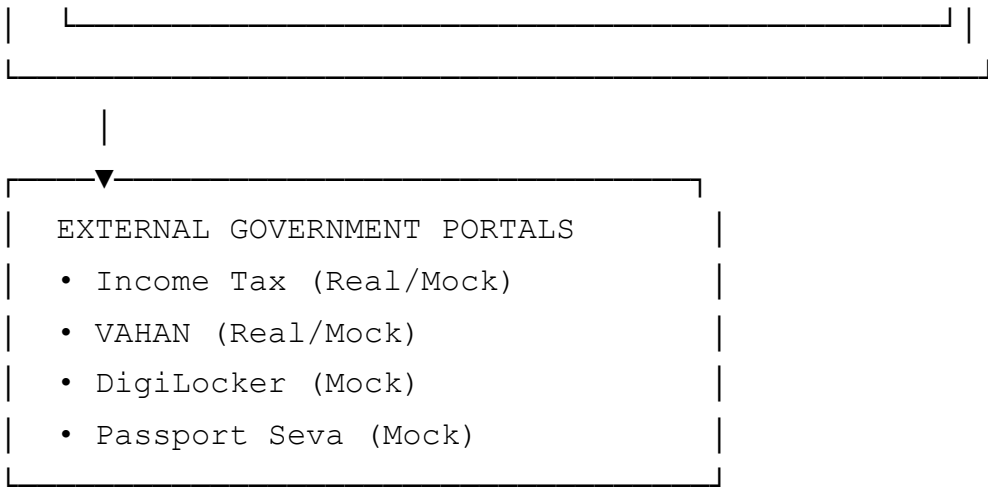 EXTERNAL GOVERNMENT PORTALS
• Income Tax (Real/Mock)
• VAHAN (Real/Mock)
• DigiLocker (Mock)
• Passport Seva (Mock)